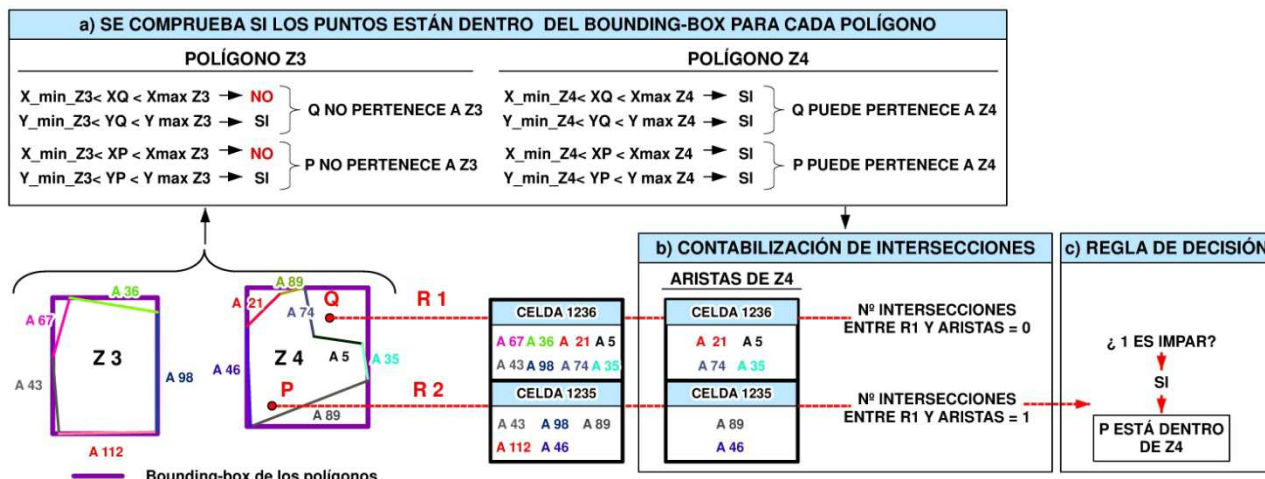 a) SE COMPRUEBA SI LOS PUNTOS ESTÁN DENTRO DEL BOUNDING-BOX PARA CADA POLÍGONO
POLÍGONO Z3
X_min_Z3< XQ < Xmax Z3 NO
Y_min_Z3< YQ < Y max Z3 SI
Q NO PERTENECE A Z3
X_min_Z3< XP < Xmax Z3 NO
Y_min_Z3< YP < Y max Z3 SI
P NO PERTENECE A Z3
POLÍGONO Z4
X_min_Z4< XQ < Xmax Z4 SI
Y_min_Z4< YQ < Y max Z4 SI
Q PUEDE PERTENECE A Z4
X_min_Z4< XP < Xmax Z4 SI
Y_min_Z4< YP < Y max Z4 SI
P PUEDE PERTENECE A Z4
A 36
A 67
Z 3
A 43
A 98
A 112
A 89
A 21
A 74
Q
R 1
Z 4
A 5
A 35
A 46
P
R 2
A 89
Bounding-box de los polígonos
CELDA 1236
A 67 A 36 A 21 A 5
A 43 A 98 A 74 A 35
CELDA 1235
A 43 A 98 A 89
A 112 A 46
b) CONTABILIZACIÓN DE INTERSECCIONES
ARISTAS DE Z4
CELDA 1236
A 21 A 5
A 74 A 35
CELDA 1235
A 89
A 46
Nº INTERSECCIONES
ENTRE R1 Y ARISTAS = 0
Nº INTERSECCIONES
ENTRE R1 Y ARISTAS = 1
c) REGLA DE DECISIÓN
¿ 1 ES IMPAR?
SI
P ESTÁ DENTRO
DE Z4